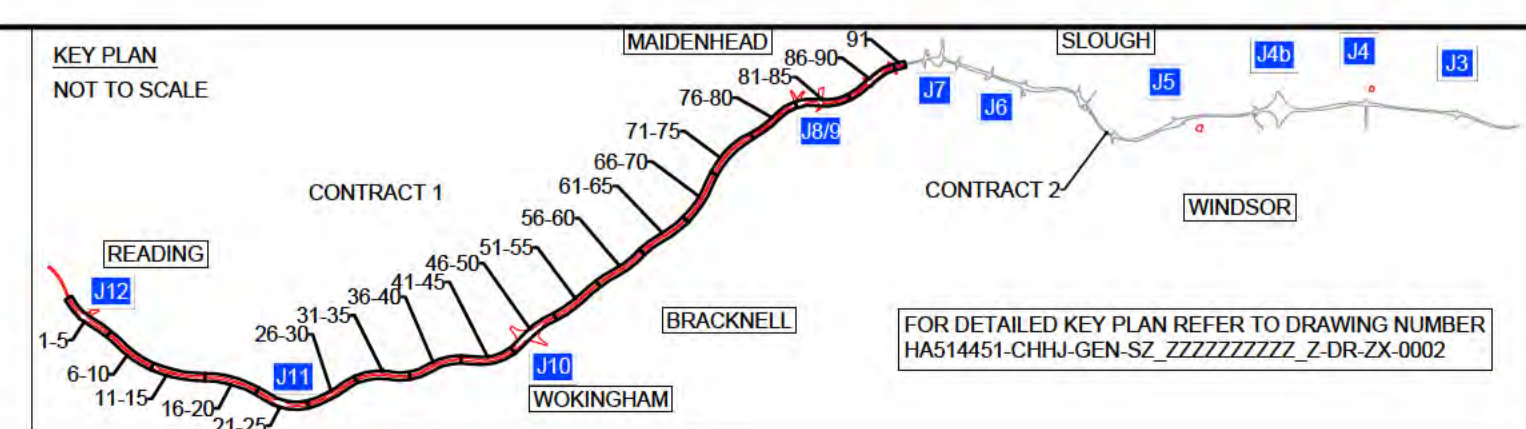 KEY PLAN
NOT TO SCALE
MAIDENHEAD
SLOUGH
91
86-90
81-85
76-80
71-75
66-70
61-65
56-60
51-55
46-50
41-45
36-40
31-35
26-30
J7
J6
J5
J4b
J4
J3
J8/9
CONTRACT 1
CONTRACT 2
WINDSOR
READING
J12
1-5
6-10
11-15
16-20
21-25
J11
J10
WOKINGHAM
BRACKNELL
FOR DETAILED KEY PLAN REFER TO DRAWING NUMBER
HA514451-CHHJ-GEN-SZ_ZZZZZZZZZZ_Z-DR-ZX-0002